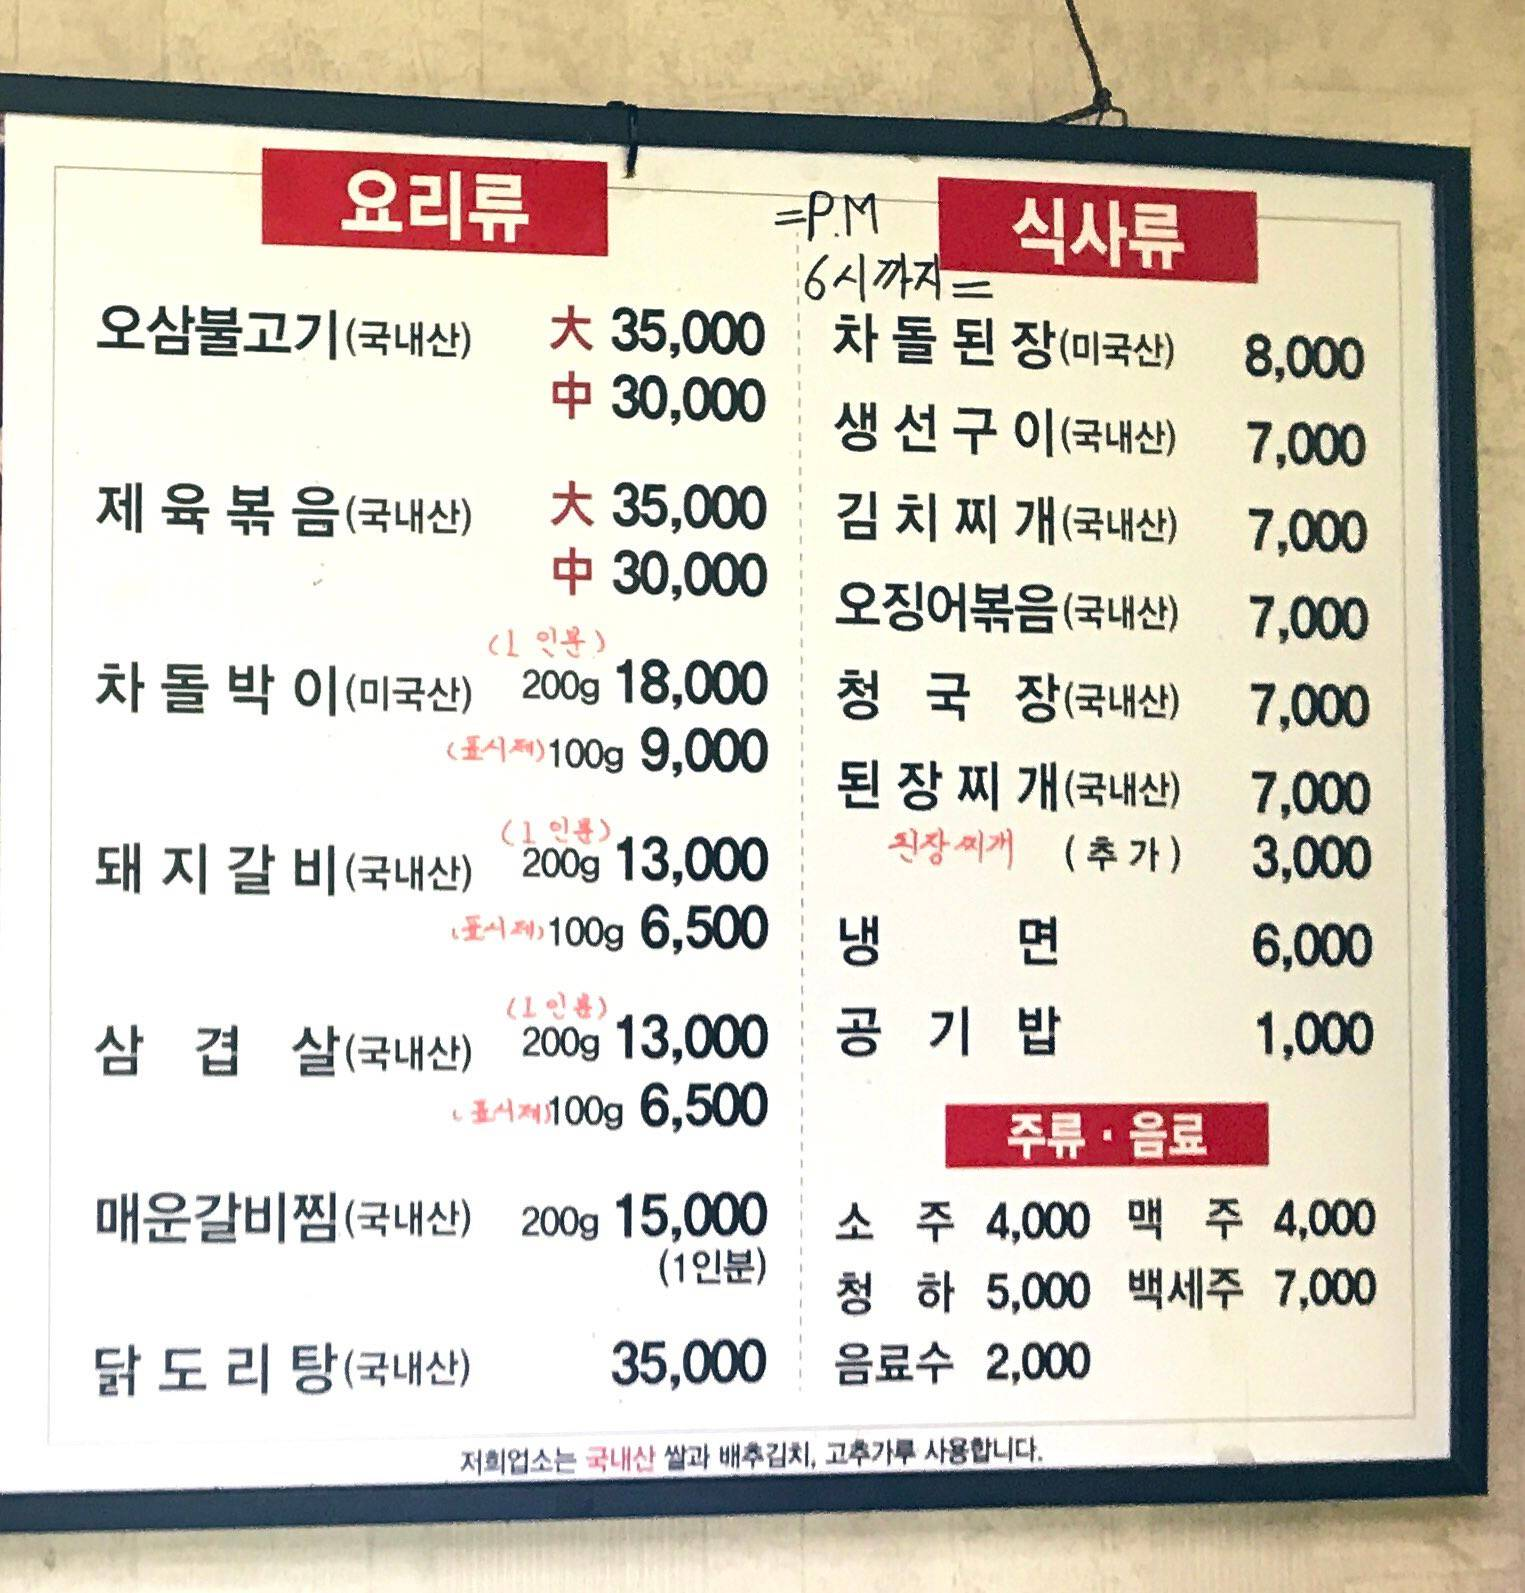 요리류
오삼불고기(국내산) 大 35,000
中 30,000
제육볶음(국내산) 大 35,000
中 30,000
(1인분)
차돌박이(미국산) 200g 18,000
(표시제)100g 9,000
(1인분)
돼지갈비(국내산) 200g 13,000
(표시제)100g 6,500
(1인분)
삼겹살(국내산) 200g 13,000
(표시제)100g 6,500
매운갈비찜(국내산) 200g 15,000
(1인분)
닭도리탕(국내산) 35,000
=P.M
6시까지=
식사류
차돌된장(미국산) 8,000
생선구이(국내산) 7,000
김치찌개(국내산) 7,000
오징어볶음(국내산) 7,000
청국장(국내산) 7,000
된장찌개(국내산) 7,000
된장찌개 (추가) 3,000
냉면 6,000
공기밥 1,000
주류·음료
소주 4,000 맥주 4,000
청하 5,000 백세주 7,000
음료수 2,000
저희업소는 국내산 쌀과 배추김치, 고추가루 사용합니다.